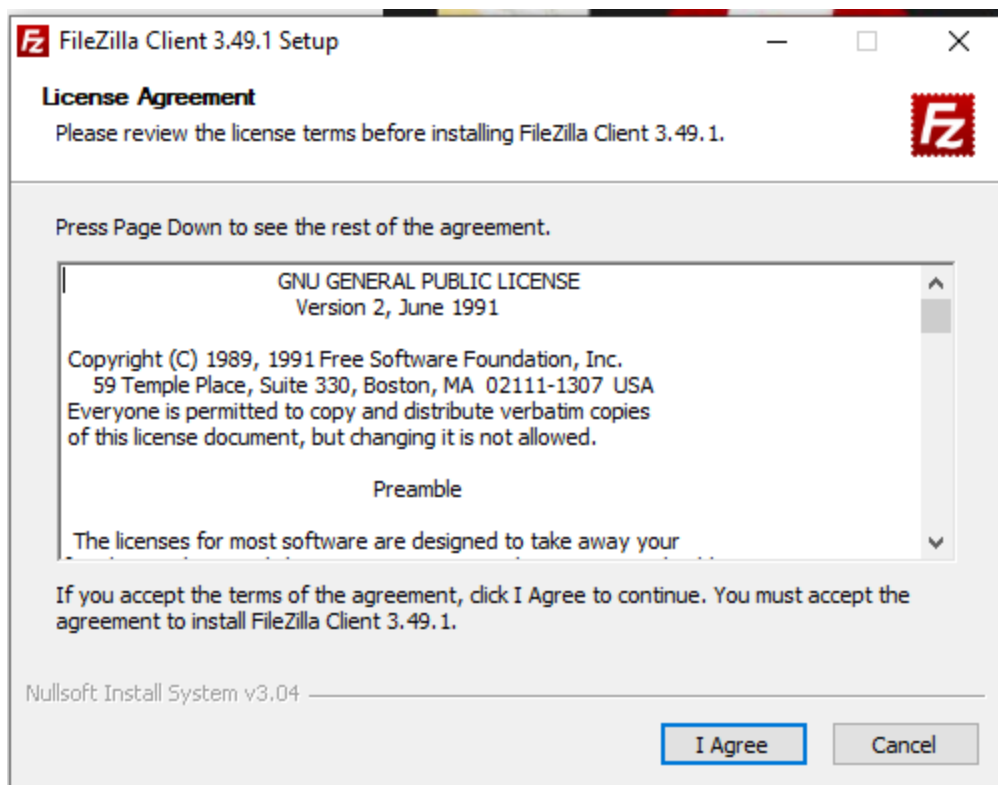 FileZilla Client 3.49.1 Setup
License Agreement
Please review the license terms before installing FileZilla Client 3.49.1.
Fz
Press Page Down to see the rest of the agreement.
GNU GENERAL PUBLIC LICENSE
Version 2, June 1991
Copyright (C) 1989, 1991 Free Software Foundation, Inc.
59 Temple Place, Suite 330, Boston, MA  02111-1307  USA
Everyone is permitted to copy and distribute verbatim copies
of this license document, but changing it is not allowed.
Preamble
The licenses for most software are designed to take away your
If you accept the terms of the agreement, click I Agree to continue. You must accept the
agreement to install FileZilla Client 3.49.1.
Nullsoft Install System v3.04
I Agree
Cancel